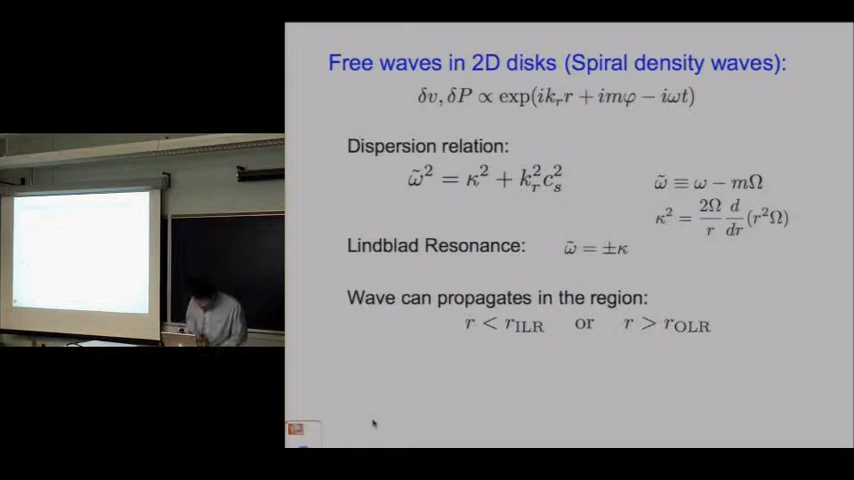 Free waves in 2D disks (Spiral density waves):
δv, δP ∝ exp(ik_r r + imφ − iωt)
Dispersion relation:
ω̃² = κ² + k_r² c_s²
ω̃ ≡ ω − mΩ
κ² = 2Ω/r d/dr (r²Ω)
Lindblad Resonance: ω̃ = ±κ
Wave can propagates in the region:
r < r_ILR or r > r_OLR